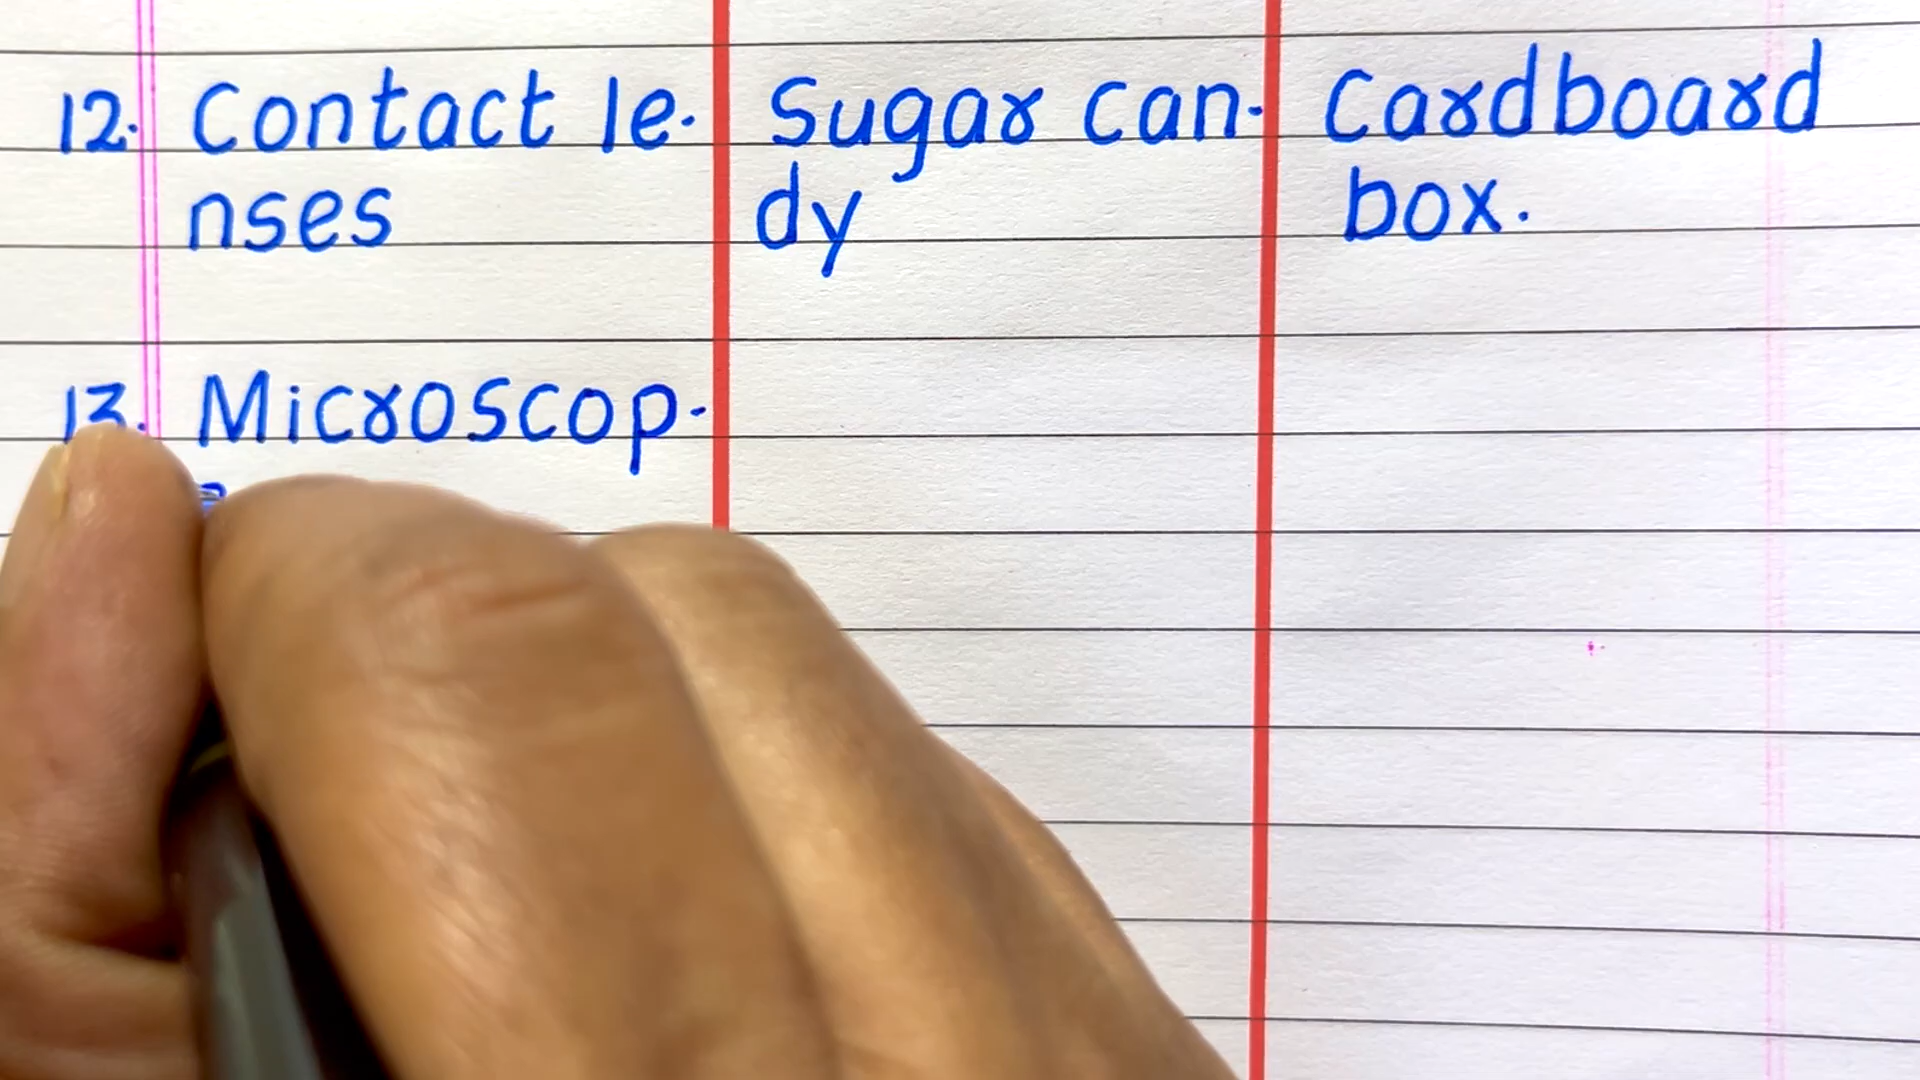 12. Contact le- Sugar can- Cardboard
nses dy box.
13. Microscop-